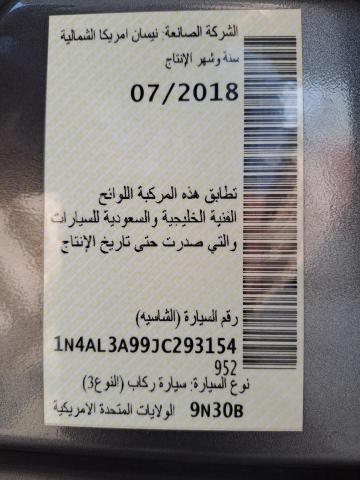 الشركة الصانعة: نيسان امريكا الشمالية
سنة وشهر الإنتاج
07/2018
تطابق هذه المركبة اللوائح
الفنية الخليجية والسعودية للسيارات
والتي صدرت حتى تاريخ الإنتاج
رقم السيارة (الشاسيه)
1N4AL3A99JC293154
952
نوع السيارة: سيارة ركاب (النوع3)
9N30B الولايات المتحدة الامريكية